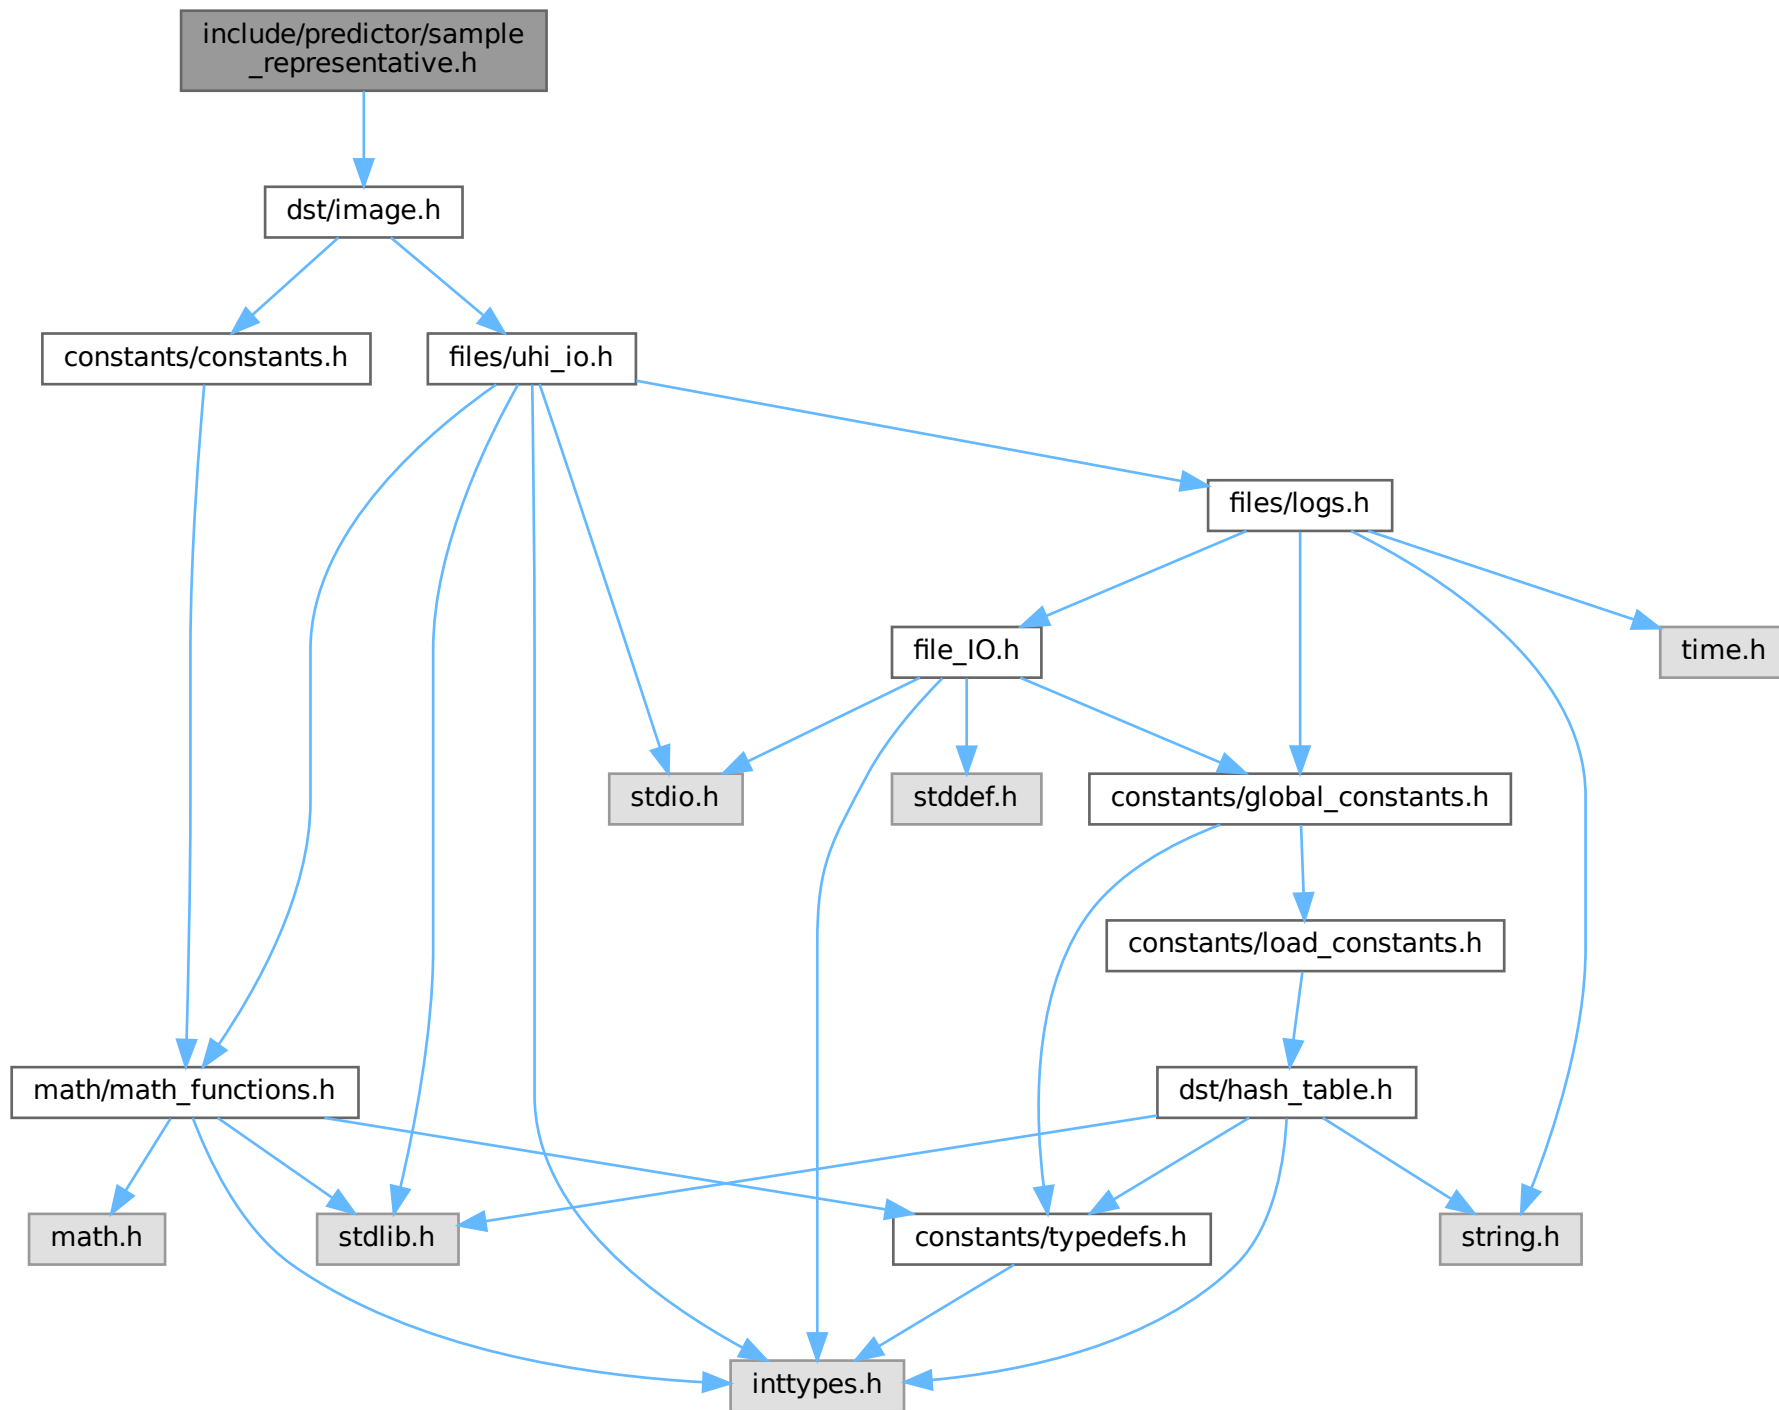 include/predictor/sample
_representative.h
dst/image.h
constants/constants.h
files/uhi_io.h
files/logs.h
file_IO.h
time.h
stdio.h
stddef.h
constants/global_constants.h
constants/load_constants.h
math/math_functions.h
dst/hash_table.h
math.h
stdlib.h
constants/typedefs.h
string.h
inttypes.h